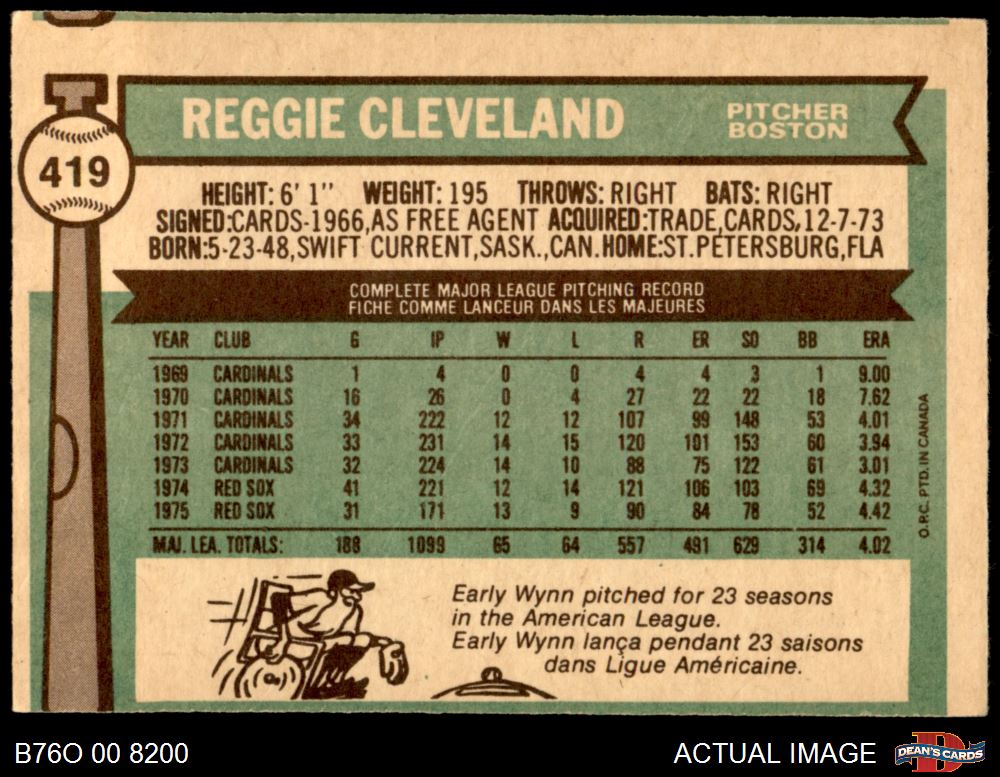 REGGIE CLEVELAND
PITCHER
BOSTON
419
HEIGHT: 6' 1" WEIGHT: 195 THROWS: RIGHT BATS: RIGHT
SIGNED:CARDS-1966,AS FREE AGENT ACQUIRED:TRADE,CARDS,12-7-73
BORN:5-23-48,SWIFT CURRENT,SASK.,CAN.HOME:ST.PETERSBURG,FLA
COMPLETE MAJOR LEAGUE PITCHING RECORD
FICHE COMME LANCEUR DANS LES MAJEURES
YEAR CLUB G IP W L R ER SO BB ERA
1969 CARDINALS 1 4 0 0 4 4 3 1 9.00
1970 CARDINALS 16 26 0 4 27 22 22 18 7.62
1971 CARDINALS 34 222 12 12 107 99 148 53 4.01
1972 CARDINALS 33 231 14 15 120 101 153 60 3.94
1973 CARDINALS 32 224 14 10 88 75 122 61 3.01
1974 RED SOX 41 221 12 14 121 106 103 69 4.32
1975 RED SOX 31 171 13 9 90 84 78 52 4.42
MAJ. LEA. TOTALS: 188 1099 65 64 557 491 629 314 4.02
O.P.C. PTD. IN CANADA
Early Wynn pitched for 23 seasons
in the American League.
Early Wynn lança pendant 23 saisons
dans Ligue Américaine.
B76O 00 8200
ACTUAL IMAGE
DEAN'S CARDS